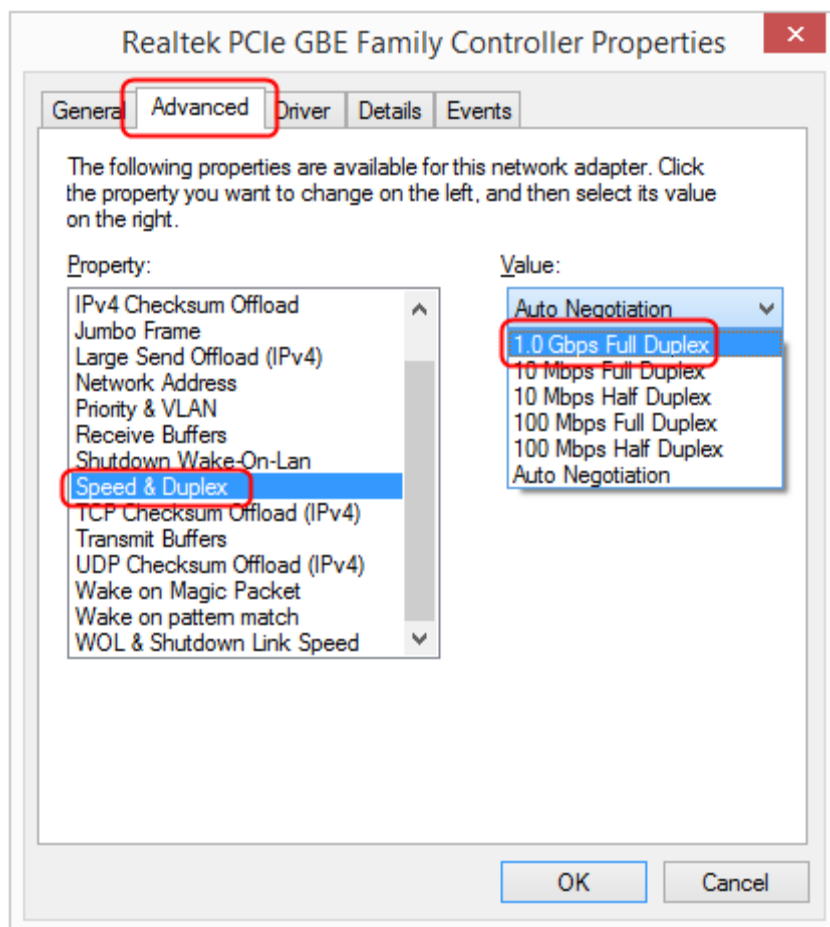 Realtek PCIe GBE Family Controller Properties
General Advanced Driver Details Events
The following properties are available for this network adapter. Click
the property you want to change on the left, and then select its value
on the right.
Property:
IPv4 Checksum Offload
Jumbo Frame
Large Send Offload (IPv4)
Network Address
Priority & VLAN
Receive Buffers
Shutdown Wake-On-Lan
Speed & Duplex
TCP Checksum Offload (IPv4)
Transmit Buffers
UDP Checksum Offload (IPv4)
Wake on Magic Packet
Wake on pattern match
WOL & Shutdown Link Speed
Value:
Auto Negotiation
1.0 Gbps Full Duplex
10 Mbps Full Duplex
10 Mbps Half Duplex
100 Mbps Full Duplex
100 Mbps Half Duplex
Auto Negotiation
OK Cancel